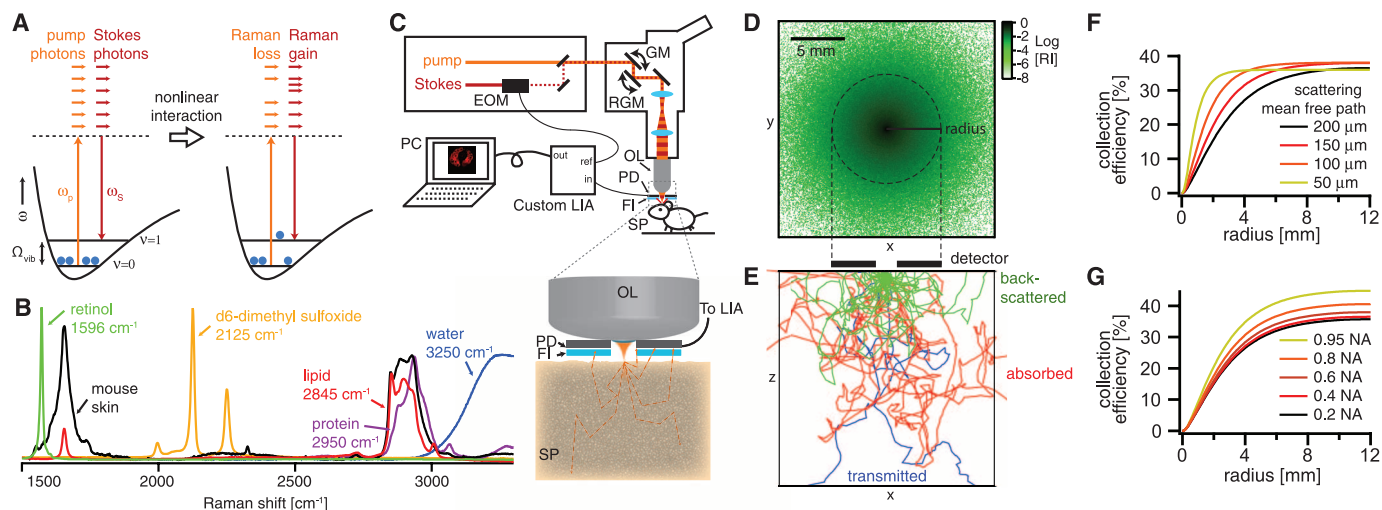 A
pump
photons
Stokes
photons
Raman
loss
Raman
gain
nonlinear
interaction
ω
ωp
ωS
Ωvib
ν=1
ν=0
B
retinol
1596 cm⁻¹
mouse
skin
d6-dimethyl sulfoxide
2125 cm⁻¹
lipid
2845 cm⁻¹
protein
2950 cm⁻¹
water
3250 cm⁻¹
1500
2000
2500
3000
Raman shift [cm⁻¹]
C
pump
Stokes
EOM
GM
RGM
PC
out
ref
in
Custom LIA
OL
PD
FI
SP
OL
To LIA
PD
FI
SP
D
5 mm
0
-2
-4
-6
-8
Log
[RI]
radius
y
x
detector
E
back-
scattered
absorbed
transmitted
z
x
F
collection
efficiency [%]
40
30
20
10
0
scattering
mean free path
200 µm
150 µm
100 µm
50 µm
0
4
8
12
radius [mm]
G
collection
efficiency [%]
40
30
20
10
0
0.95 NA
0.8 NA
0.6 NA
0.4 NA
0.2 NA
0
4
8
12
radius [mm]